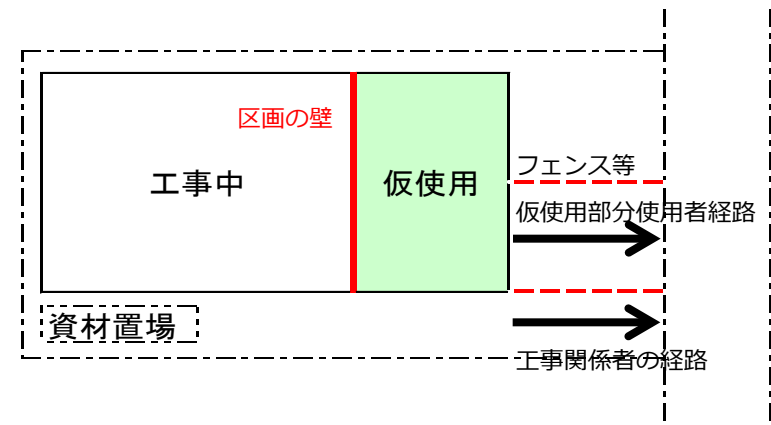 区画の壁
工事中
仮使用
フェンス等
仮使用部分使用者経路
資材置場
工事関係者の経路